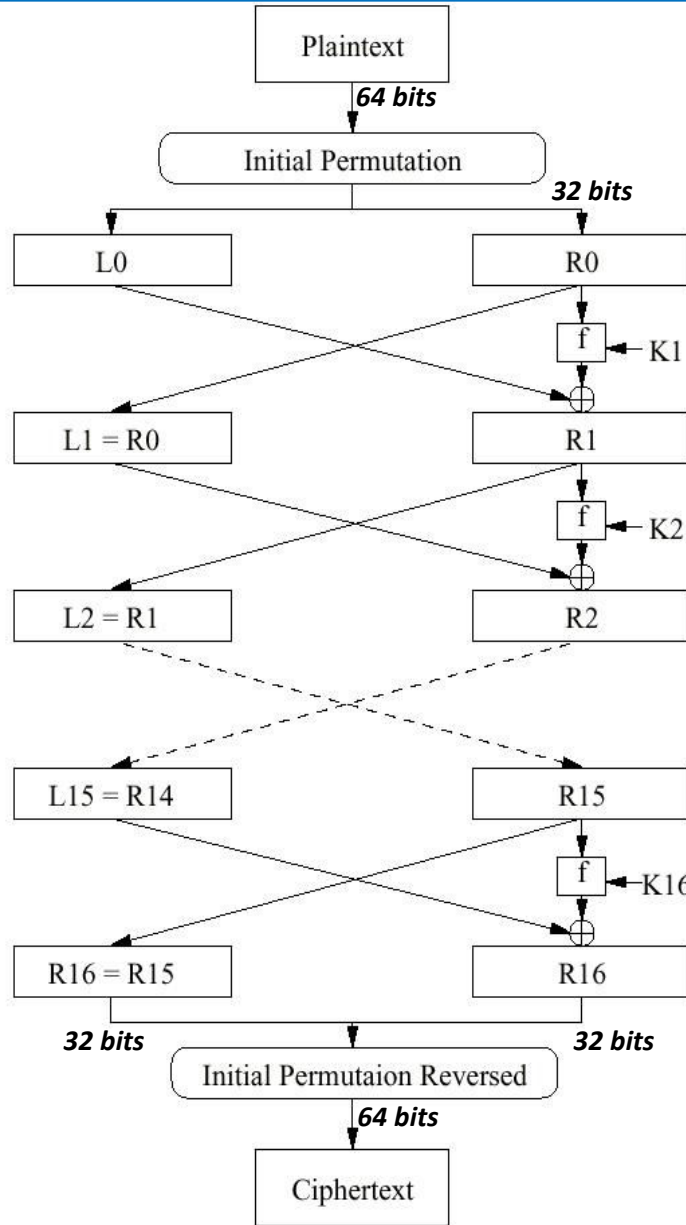 Plaintext
64 bits
Initial Permutation
32 bits
L0
R0
f
K1
L1 = R0
R1
f
K2
L2 = R1
R2
L15 = R14
R15
f
K16
R16 = R15
R16
32 bits
32 bits
Initial Permutaion Reversed
64 bits
Ciphertext